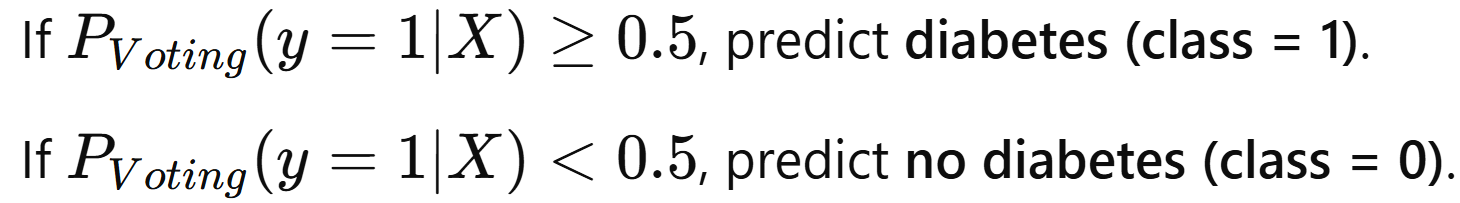 If P_{Voting}(y = 1|X) ≥ 0.5, predict diabetes (class = 1).
If P_{Voting}(y = 1|X) < 0.5, predict no diabetes (class = 0).